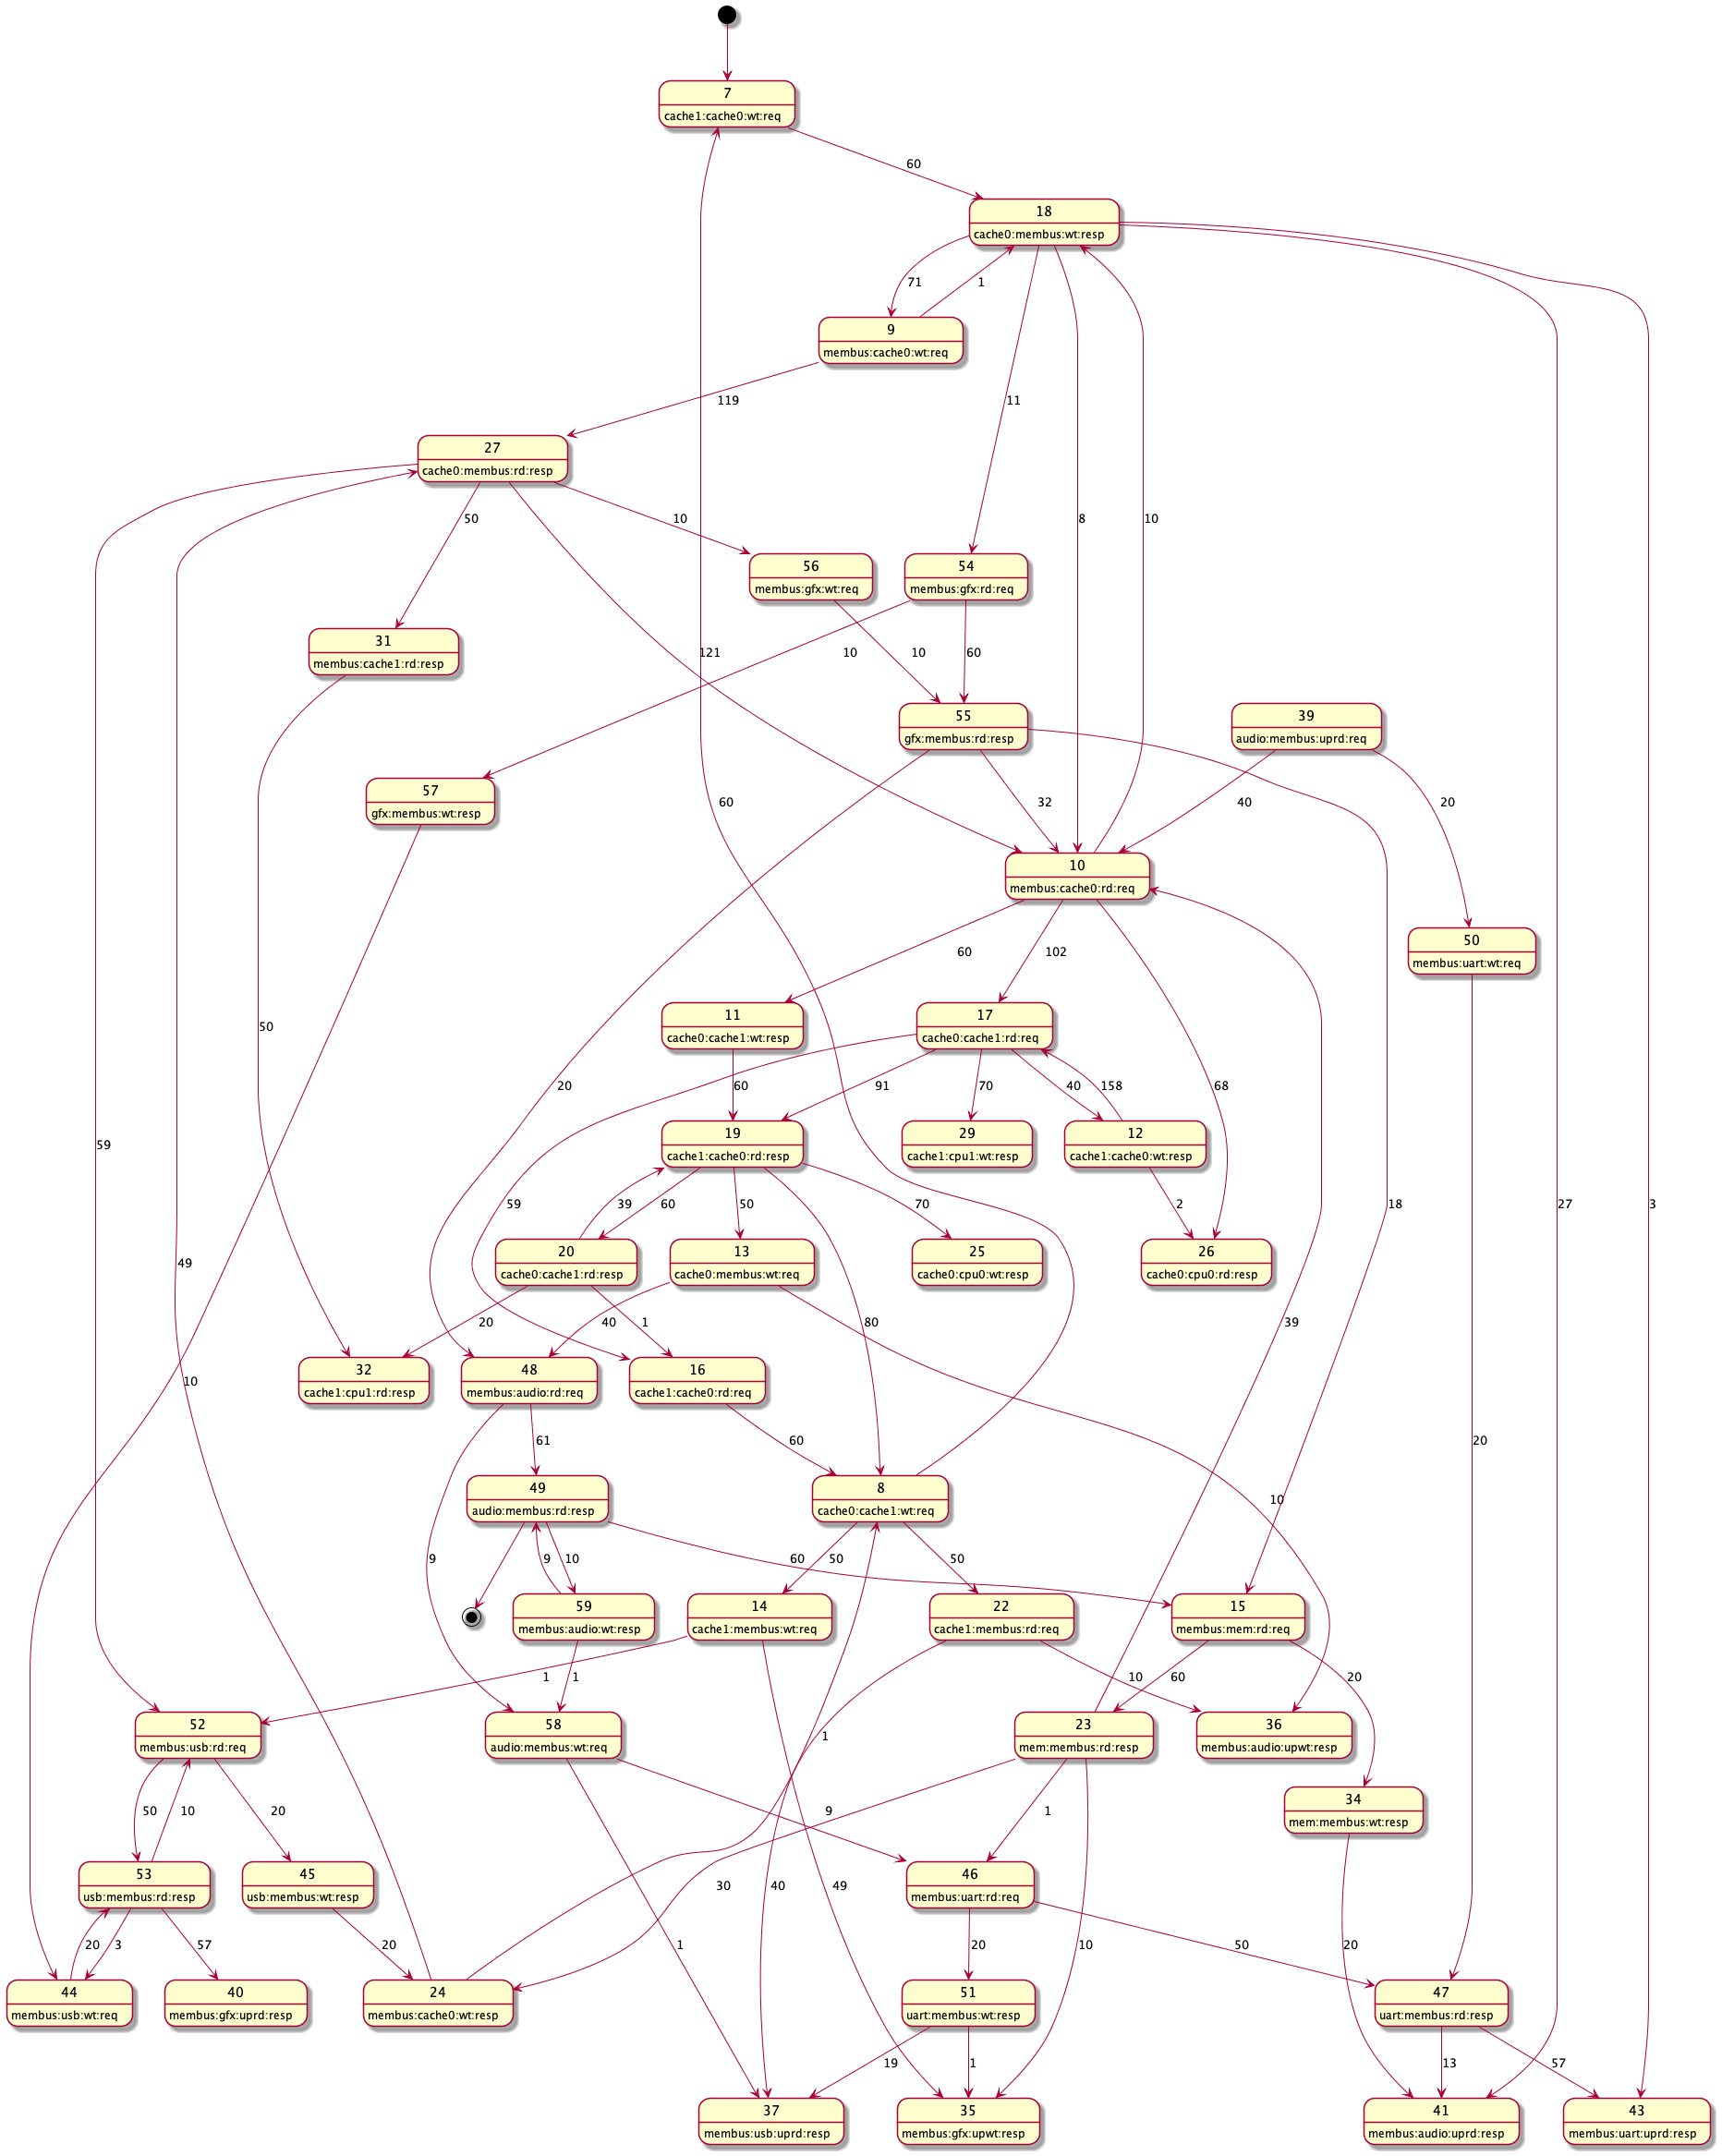 7
cache1:cache0:wt:req
60
18
cache0:membus:wt:resp
71
1
9
membus:cache0:wt:req
119
11
27
cache0:membus:rd:resp
50
10
8
10
56
membus:gfx:wt:req
54
membus:gfx:rd:req
31
membus:cache1:rd:resp
121
10
10
60
55
gfx:membus:rd:resp
39
audio:membus:uprd:req
57
gfx:membus:wt:resp
60
32
40
20
10
membus:cache0:rd:req
50
membus:uart:wt:req
60
102
11
cache0:cache1:wt:resp
17
cache0:cache1:rd:req
50
20
60
91
70
40
158
68
59
19
cache1:cache0:rd:resp
29
cache1:cpu1:wt:resp
12
cache1:cache0:wt:resp
59
39
60
50
70
2
18
27
3
20
cache0:cache1:rd:resp
13
cache0:membus:wt:req
25
cache0:cpu0:wt:resp
26
cache0:cpu0:rd:resp
49
20
1
40
80
39
32
cache1:cpu1:rd:resp
48
membus:audio:rd:req
16
cache1:cache0:rd:req
10
61
60
20
49
audio:membus:rd:resp
8
cache0:cache1:wt:req
10
9
9
10
60
50
50
59
membus:audio:wt:resp
14
cache1:membus:wt:req
22
cache1:membus:rd:req
15
membus:mem:rd:req
1
1
10
60
20
52
membus:usb:rd:req
58
audio:membus:wt:req
1
23
mem:membus:rd:resp
36
membus:audio:upwt:resp
50
10
20
9
1
34
mem:membus:wt:resp
53
usb:membus:rd:resp
45
usb:membus:wt:resp
30
40
49
46
membus:uart:rd:req
20
3
57
20
1
20
10
50
20
44
membus:usb:wt:req
40
membus:gfx:uprd:resp
24
membus:cache0:wt:resp
51
uart:membus:wt:resp
47
uart:membus:rd:resp
19
1
13
57
37
membus:usb:uprd:resp
35
membus:gfx:upwt:resp
41
membus:audio:uprd:resp
43
membus:uart:uprd:resp